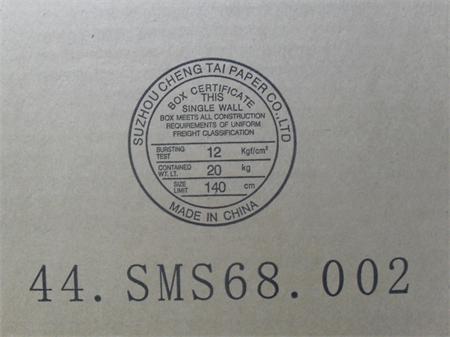 SUZHOU CHENG TAI PAPER CO.,LTD
BOX CERTIFICATE
THIS
SINGLE WALL
BOX MEETS ALL CONSTRUCTION
REQUIREMENTS OF UNIFORM
FREIGHT CLASSIFICATION
BURSTING TEST 12 Kgf/cm²
CONTAINED WT. LT. 20 kg
SIZE LIMIT 140 cm
MADE IN CHINA
44.SMS68.002